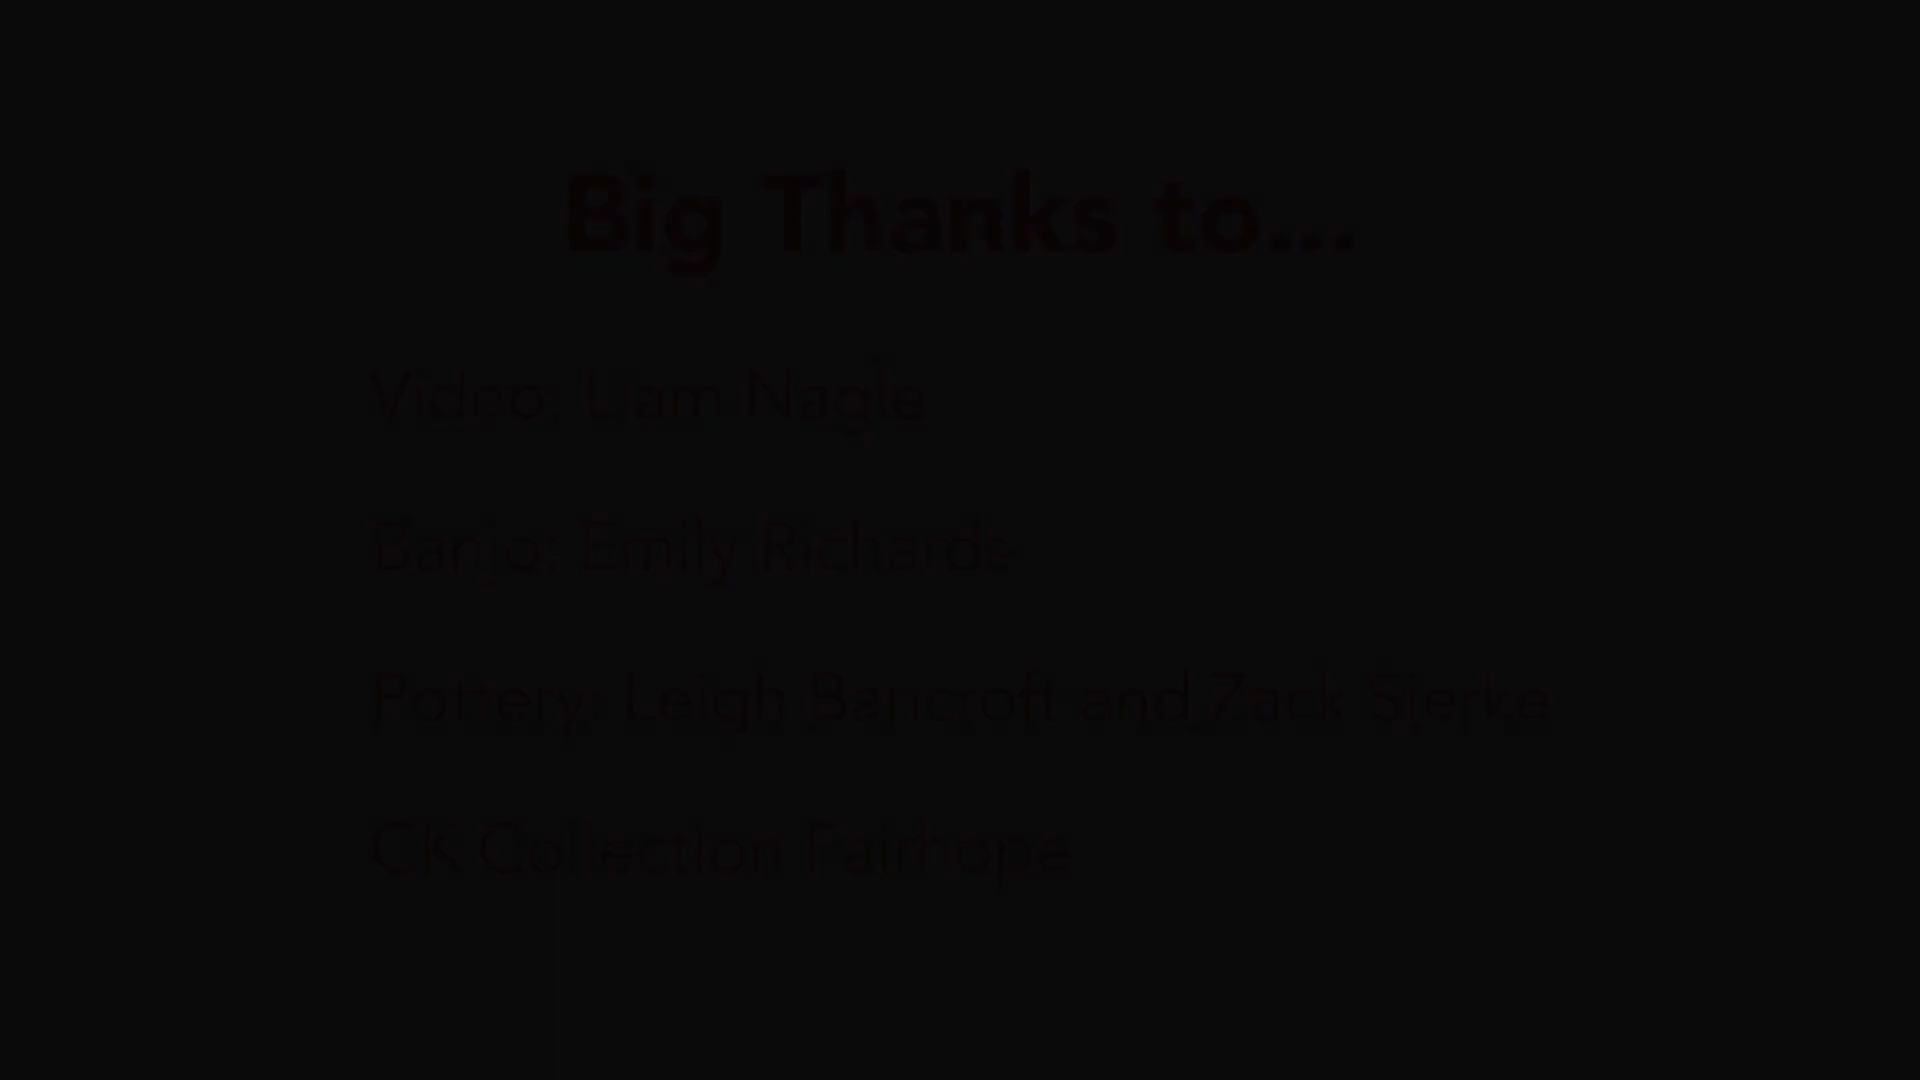 Big Thanks to...
Video: Liam Nagle
Banjo: Emily Richards
Pottery: Leigh Bancroft and Zack Sierke
CK Collection Fairhope